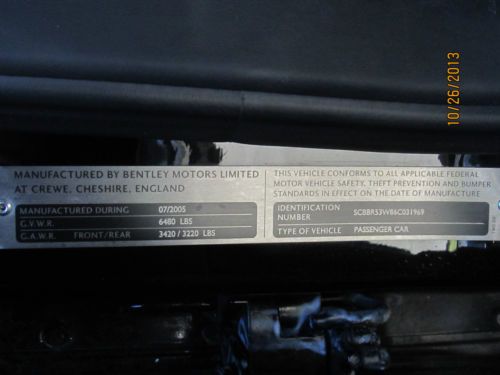 10/26/2013
MANUFACTURED BY BENTLEY MOTORS LIMITED
AT CREWE, CHESHIRE, ENGLAND
MANUFACTURED DURING 07/2005
G.V.W.R. 6480 LBS
G.A.W.R. FRONT/REAR 3420/3220 LBS
THIS VEHICLE CONFORMS TO ALL APPLICABLE FEDERAL
MOTOR VEHICLE SAFETY, THEFT PREVENTION AND BUMPER
STANDARDS IN EFFECT ON THE DATE OF MANUFACTURE
IDENTIFICATION
NUMBER SCBBR53W86C031969
TYPE OF VEHICLE PASSENGER CAR